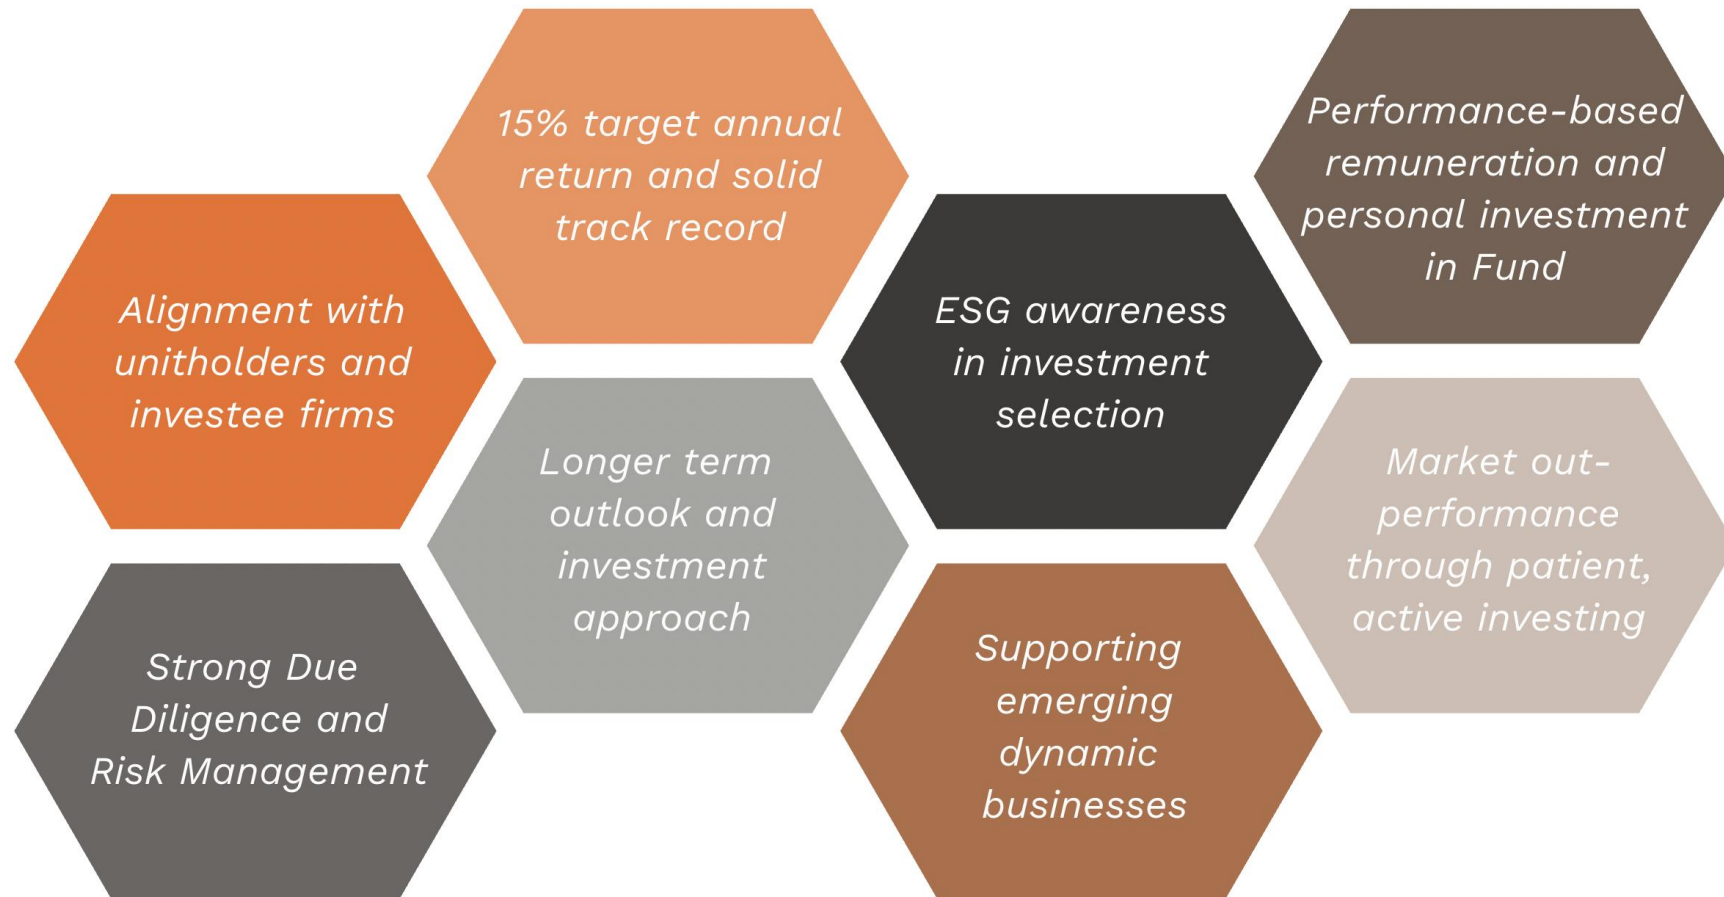 15% target annual
return and solid
track record
Performance-based
remuneration and
personal investment
in Fund
Alignment with
unitholders and
investee firms
ESG awareness
in investment
selection
Longer term
outlook and
investment
approach
Market out-
performance
through patient,
active investing
Strong Due
Diligence and
Risk Management
Supporting
emerging
dynamic
businesses